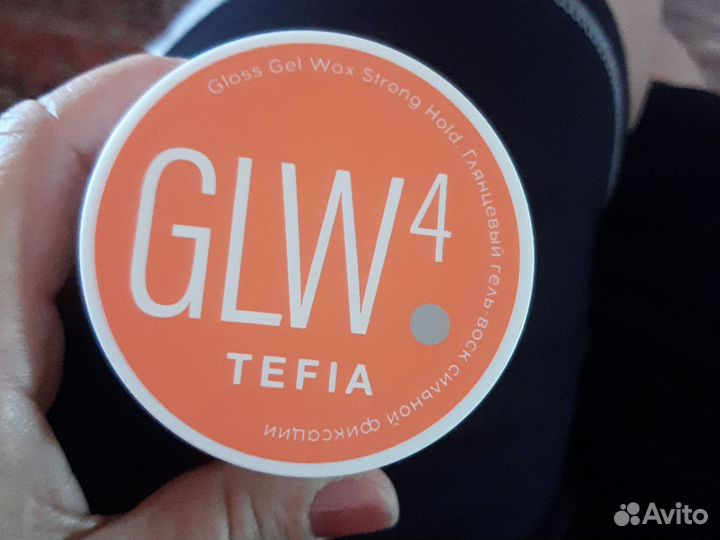 Gloss Gel Wax Strong Hold. Глянцевый гель-воск сильной фиксации
GLW4
TEFIA
Avito